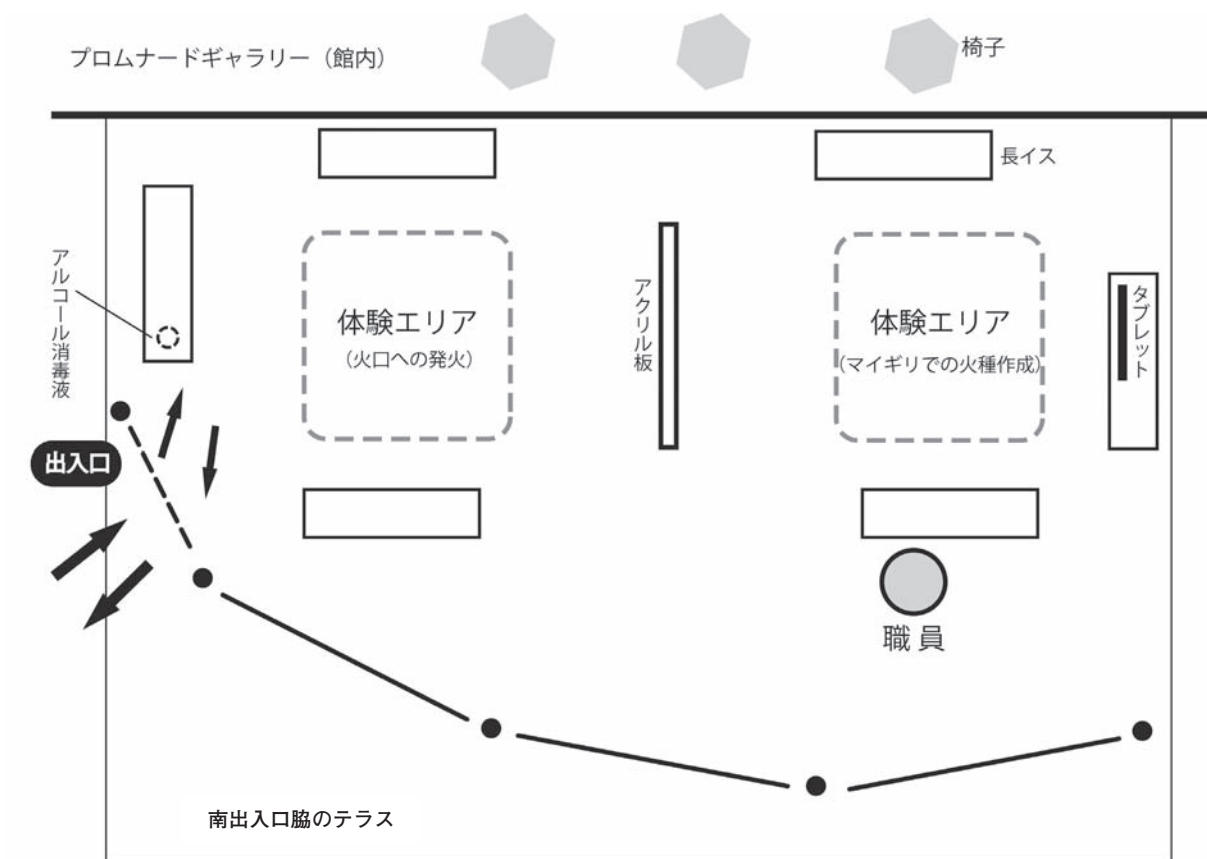 プロムナードギャラリー（館内）
椅子
長イス
アルコール消毒液
体験エリア
（火口への発火）
アクリル板
体験エリア
（マイギリでの火種作成）
タブレット
出入口
職員
南出入口脇のテラス